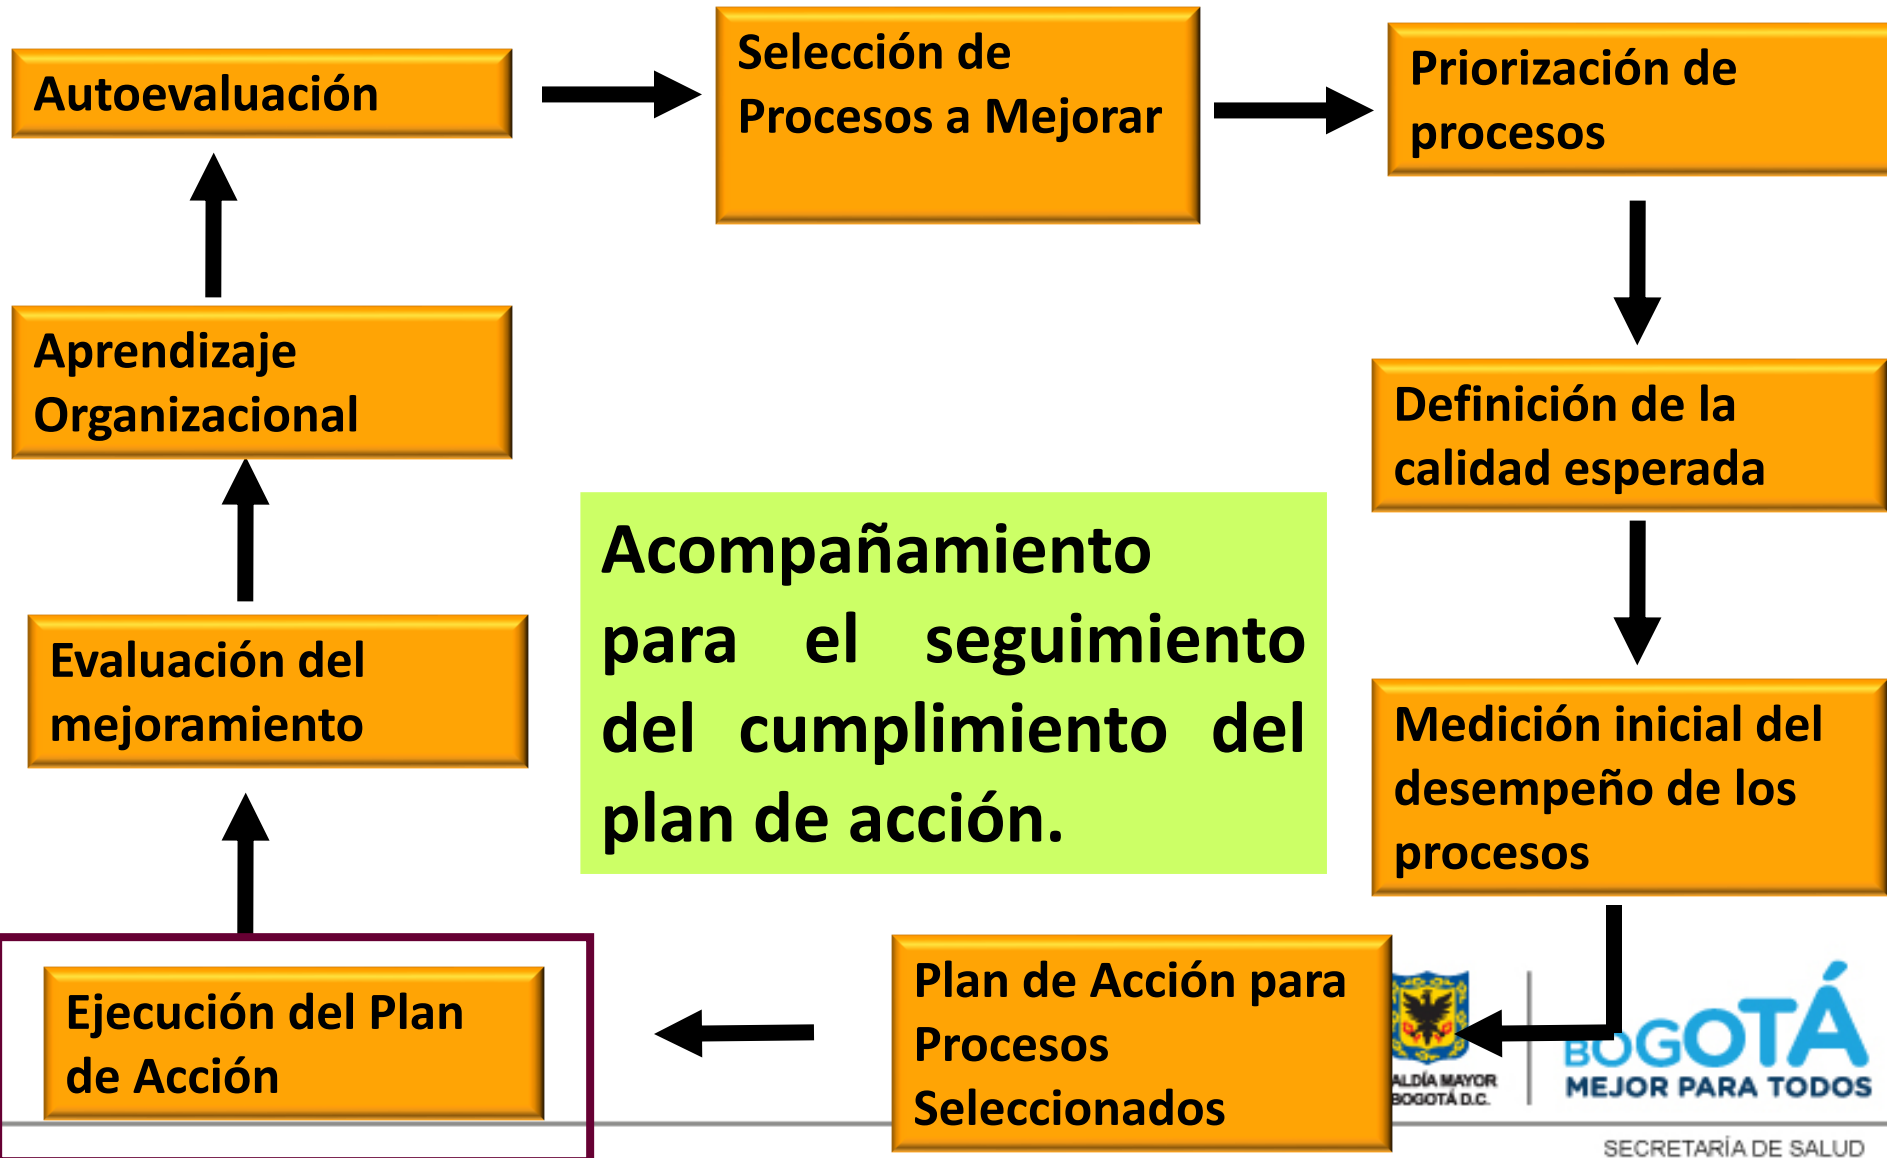 Autoevaluación
Selección de
Procesos a Mejorar
Priorización de
procesos
Definición de la
calidad esperada
Medición inicial del
desempeño de los
procesos
Plan de Acción para
Procesos
Seleccionados
Ejecución del Plan
de Acción
Evaluación del
mejoramiento
Aprendizaje
Organizacional
Acompañamiento
para el seguimiento
del cumplimiento del
plan de acción.
ALDÍA MAYOR
BOGOTÁ D.C.
BOGOTÁ
MEJOR PARA TODOS
SECRETARÍA DE SALUD